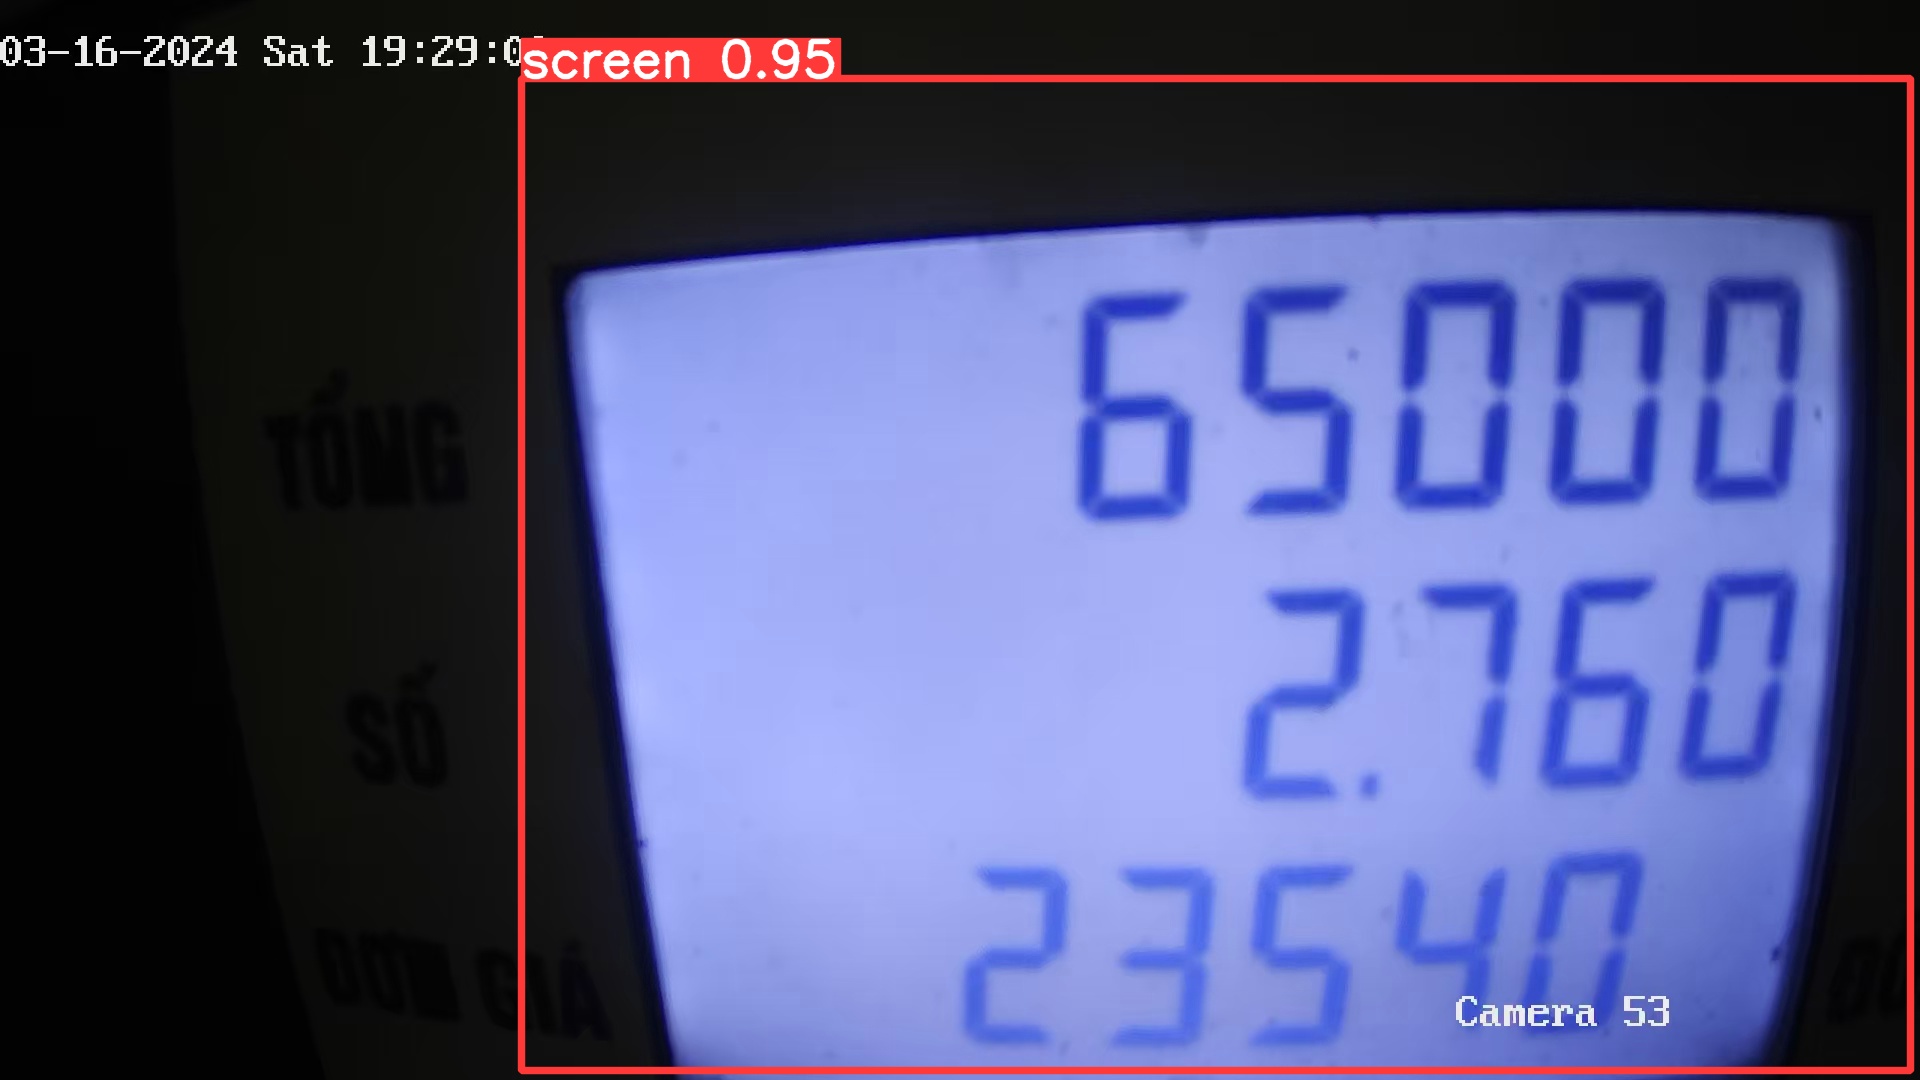 03-16-2024 Sat 19:29:0
screen 0.95
TỔNG
65000
SỐ
2.760
ĐƠN GIÁ
23540
Camera 53